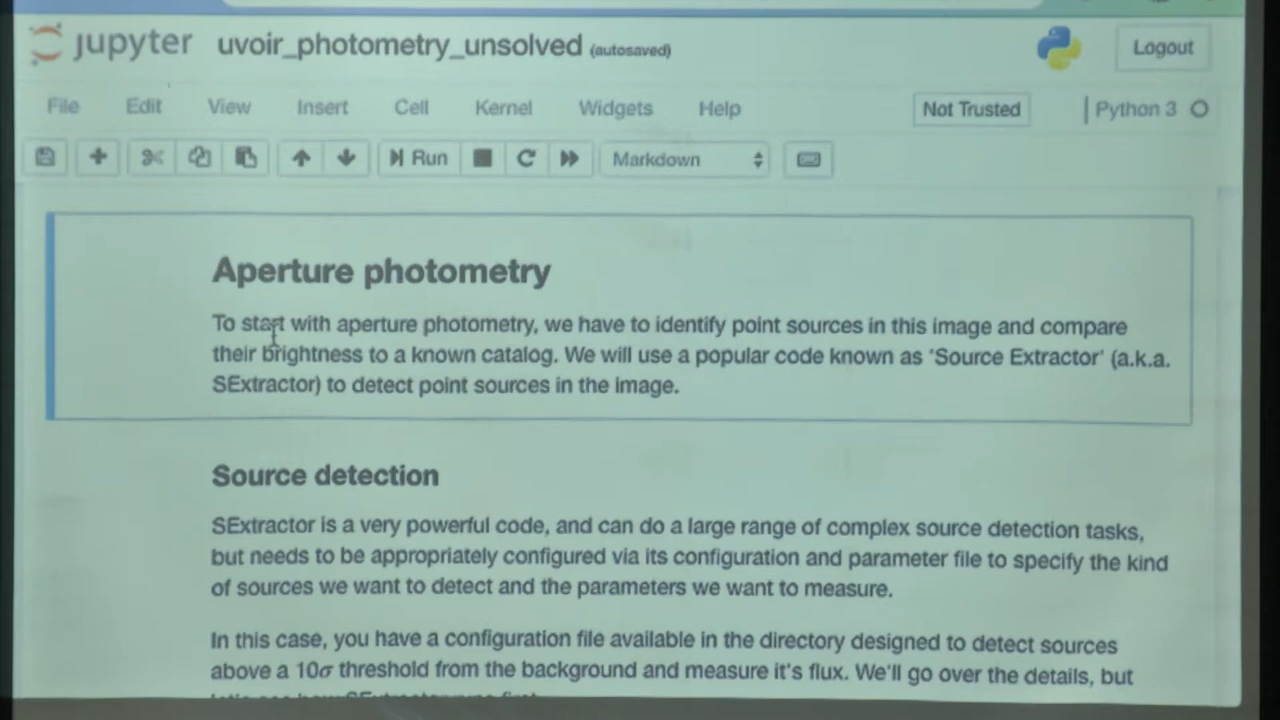 jupyter uvoir_photometry_unsolved (autosaved) Logout
File Edit View Insert Cell Kernel Widgets Help Not Trusted Python 3
Run Markdown
Aperture photometry
To start with aperture photometry, we have to identify point sources in this image and compare
their brightness to a known catalog. We will use a popular code known as 'Source Extractor' (a.k.a.
SExtractor) to detect point sources in the image.
Source detection
SExtractor is a very powerful code, and can do a large range of complex source detection tasks,
but needs to be appropriately configured via its configuration and parameter file to specify the kind
of sources we want to detect and the parameters we want to measure.
In this case, you have a configuration file available in the directory designed to detect sources
above a 10σ threshold from the background and measure it's flux. We'll go over the details, but